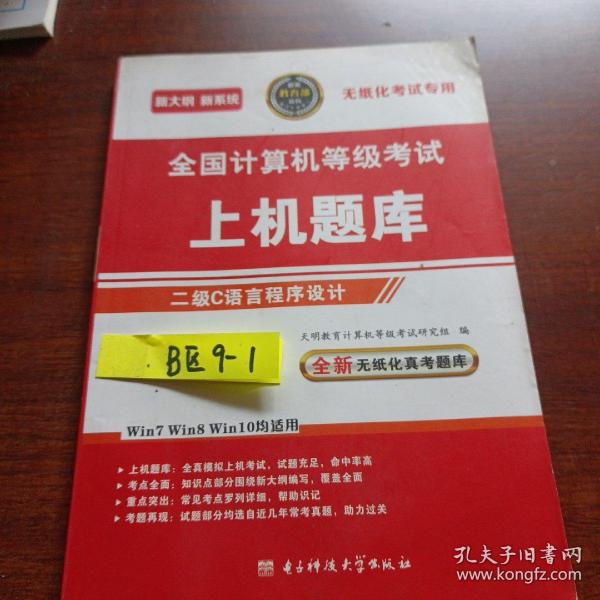 新大纲 新系统
教育部
无纸化考试专用
全国计算机等级考试
上机题库
二级C语言程序设计
天明教育计算机等级考试研究组 编
B区9-1
全新无纸化真考题库
Win7 Win8 Win10均适用
上机题库：全真模拟上机考试，试题充足，命中率高
考点全面：知识点部分围绕新大纲编写，覆盖全面
重点突出：常见考点罗列详细，帮助识记
考题再现：试题部分均选自近几年常考真题，助力过关
电子科技大学出版社
孔夫子旧书网
www.kongfz.com